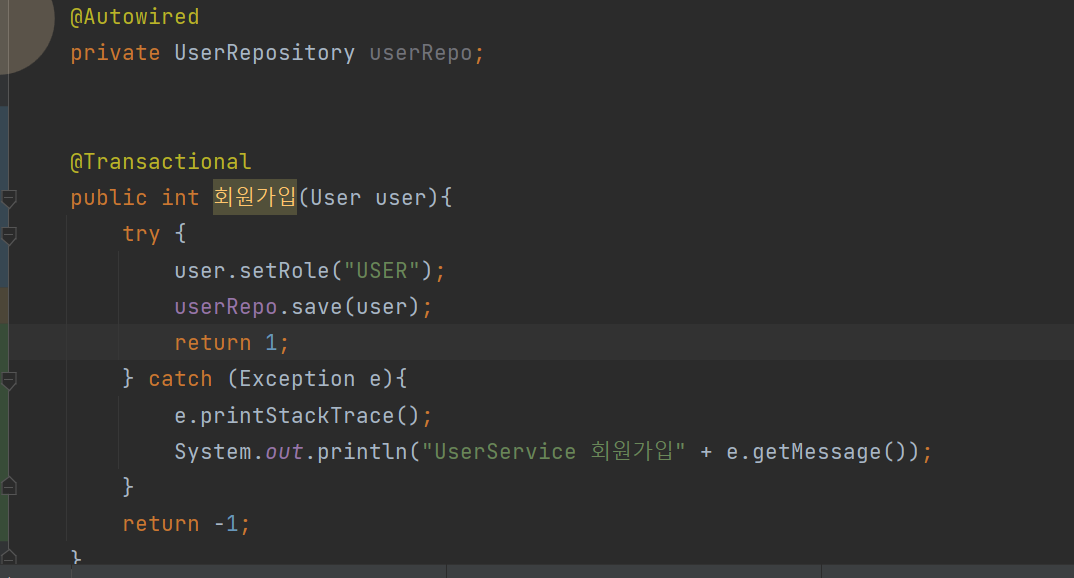 @Autowired
private UserRepository userRepo;
@Transactional
public int 회원가입(User user){
try {
user.setRole("USER");
userRepo.save(user);
return 1;
} catch (Exception e){
e.printStackTrace();
System.out.println("UserService 회원가입" + e.getMessage());
}
return -1;
}